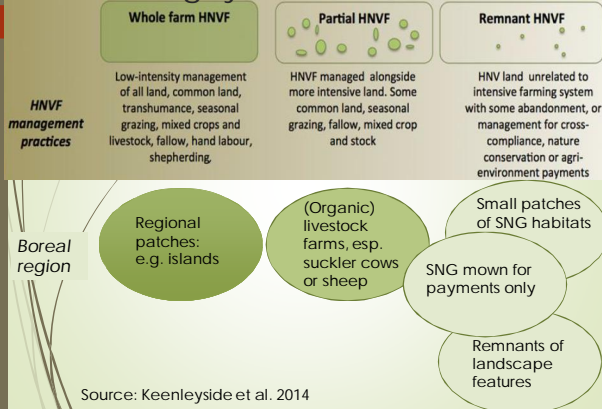 Whole farm HNVF
Partial HNVF
Remnant HNVF
HNVF
management
practices
Low-intensity management
of all land, common land,
transhumance, seasonal
grazing, mixed crops and
livestock, fallow, hand labour,
shepherding,
HNVF managed alongside
more intensive land. Some
common land, seasonal
grazing, fallow, mixed crop
and stock
HNV land unrelated to
intensive farming system
with some abandonment, or
management for cross-
compliance, nature
conservation or agri-
environment payments
Boreal
region
Regional
patches:
e.g. islands
(Organic)
livestock
farms, esp.
suckler cows
or sheep
Small patches
of SNG habitats
SNG mown for
payments only
Remnants of
landscape
features
Source: Keenleyside et al. 2014